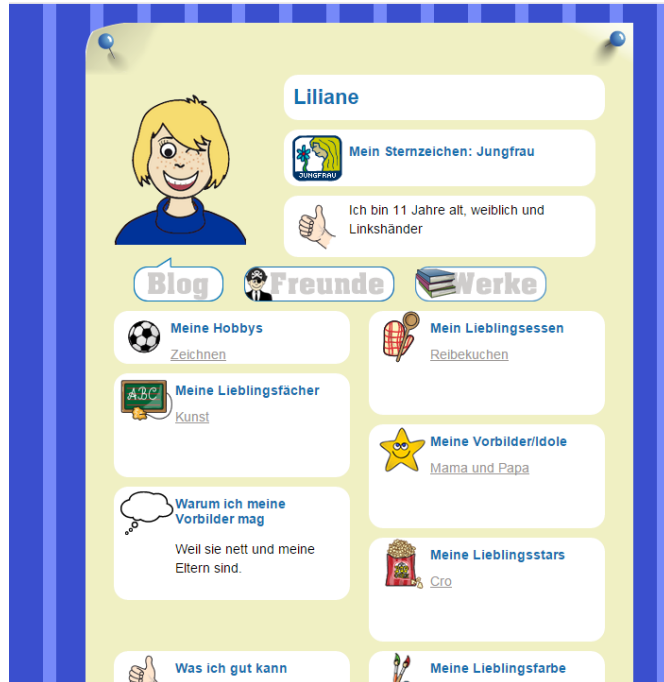 Liliane
JUNGFRAU
Mein Sternzeichen: Jungfrau
Ich bin 11 Jahre alt, weiblich und
Linkshänder
Blog
Freunde
Werke
Meine Hobbys
Zeichnen
Mein Lieblingsessen
Reibekuchen
ABC
Meine Lieblingsfächer
Kunst
Meine Vorbilder/Idole
Mama und Papa
Warum ich meine
Vorbilder mag
Weil sie nett und meine
Eltern sind.
Meine Lieblingsstars
Cro
Was ich gut kann
Meine Lieblingsfarbe